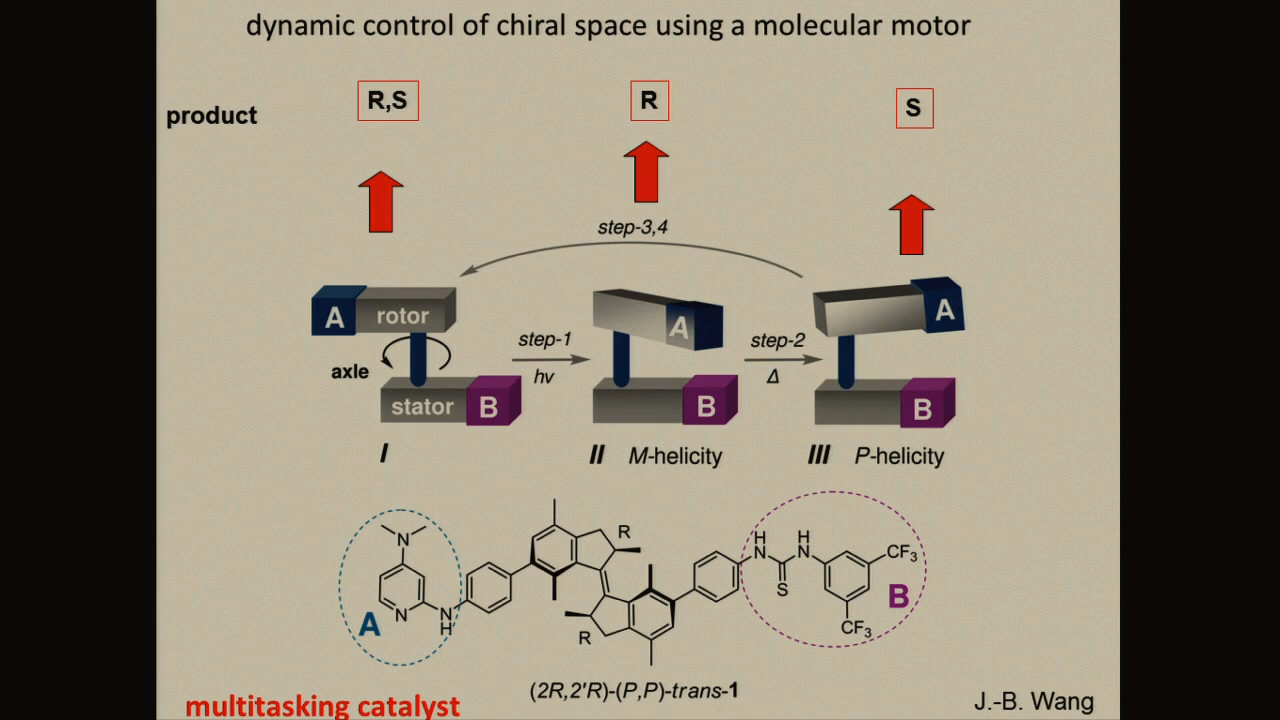 dynamic control of chiral space using a molecular motor
product
R,S
R
S
step-3,4
A
rotor
axle
stator
B
step-1
hν
A
B
step-2
Δ
A
B
I
II M-helicity
III P-helicity
N
N
N
H
A
R
R
H
N
S
H
N
CF3
CF3
B
(2R,2'R)-(P,P)-trans-1
multitasking catalyst
J.-B. Wang